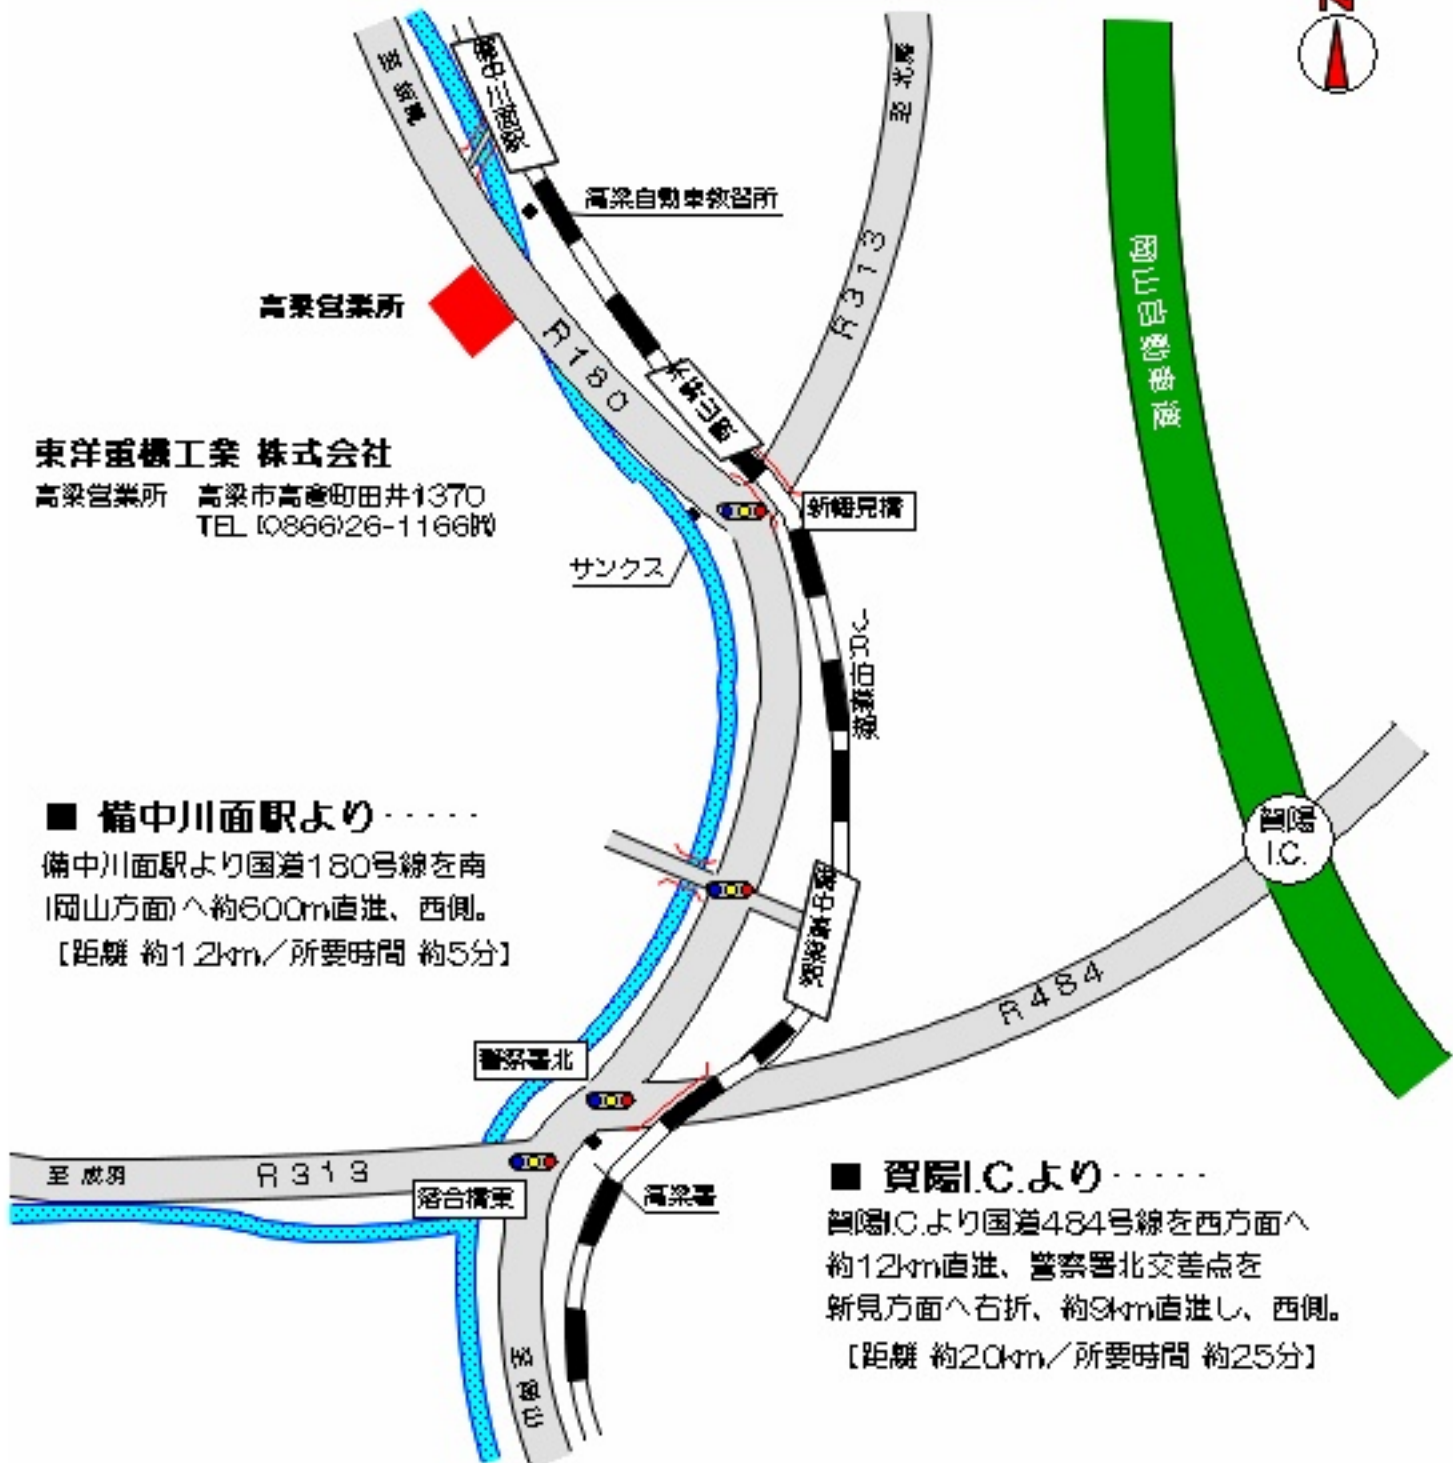 N
至 新見
備中川面駅
至 北房
高梁自動車教習所
R313
岡山自動車道
高梁営業所
R180
木野山駅
東洋重機工業 株式会社
高梁営業所 高梁市高倉町田井1370
TEL (0866)26-1166㈹
新幡見橋
サンクス
賀陽
I.C.
■ 備中川面駅より‥‥‥
備中川面駅より国道180号線を南
(岡山方面)へ約600m直進、西側。
【距離 約1.2km/所要時間 約5分】
備中高梁駅
R484
警察署北
至 成羽 R313
落合橋東
高梁署
■ 賀陽I.C.より‥‥‥
賀陽I.C.より国道484号線を西方面へ
約12km直進、警察署北交差点を
新見方面へ右折、約9km直進し、西側。
【距離 約20km/所要時間 約25分】
至 総社